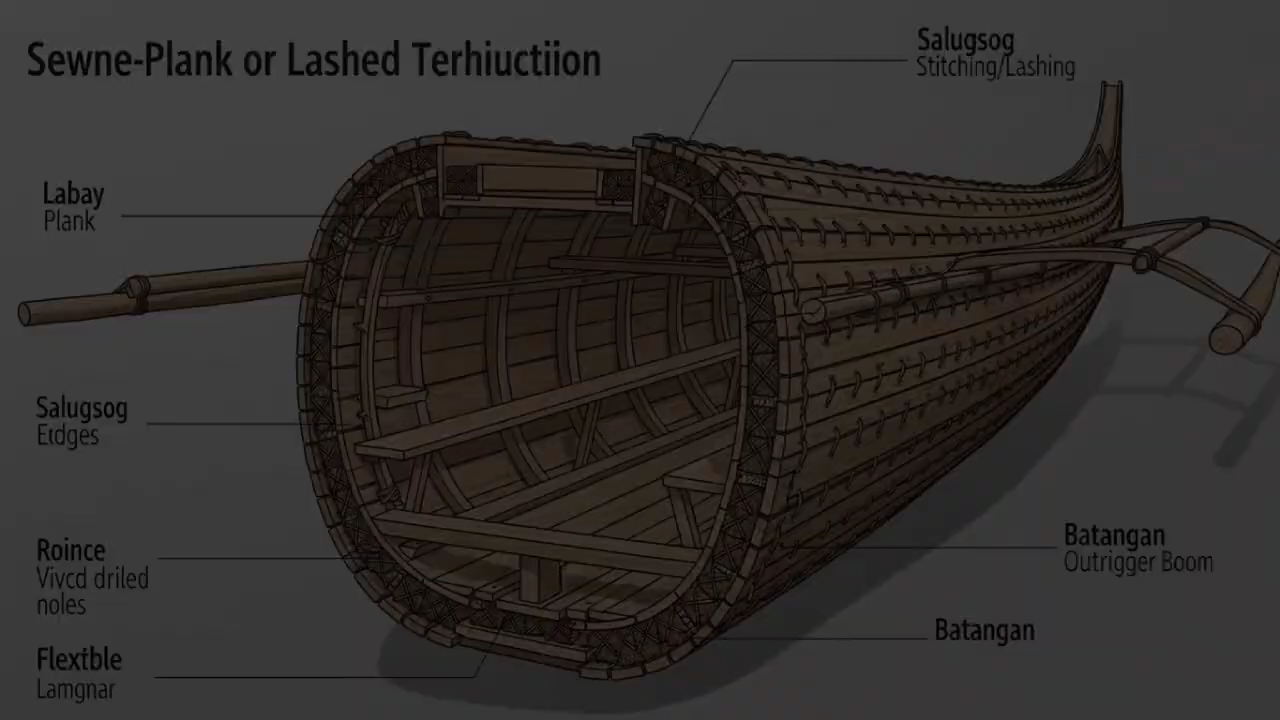 Sewne-Plank or Lashed Terhiuctiion
Salugsog
Stitching/Lashing
Labay
Plank
Salugsog
Eɪdges
Roince
Vivcd driled
noles
Flextble
Lamgnar
Batangan
Outrigger Boom
Batangan